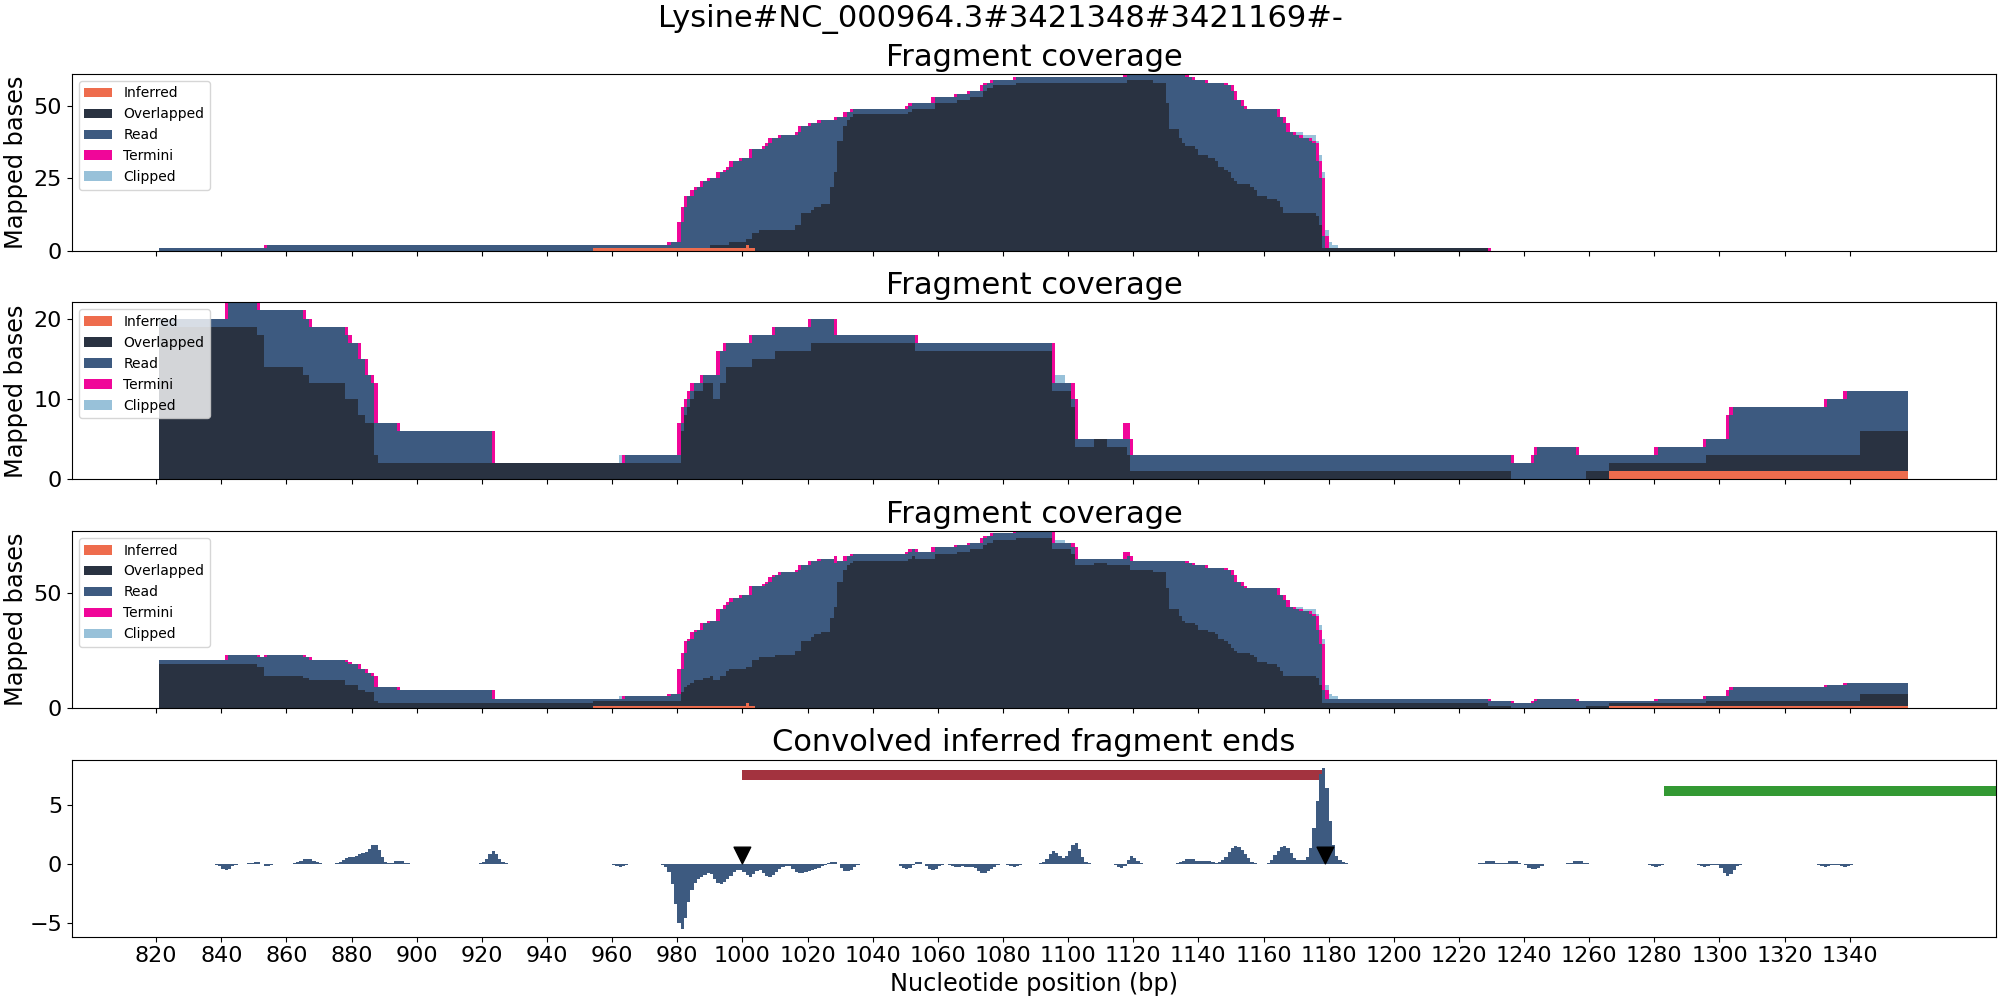 Lysine#NC_000964.3#3421348#3421169#-
Fragment coverage
Mapped bases
50
25
0
Inferred
Overlapped
Read
Termini
Clipped
Fragment coverage
Mapped bases
20
10
0
Inferred
Overlapped
Read
Termini
Clipped
Fragment coverage
Mapped bases
50
0
Inferred
Overlapped
Read
Termini
Clipped
Convolved inferred fragment ends
5
0
−5
820 840 860 880 900 920 940 960 980 1000 1020 1040 1060 1080 1100 1120 1140 1160 1180 1200 1220 1240 1260 1280 1300 1320 1340
Nucleotide position (bp)